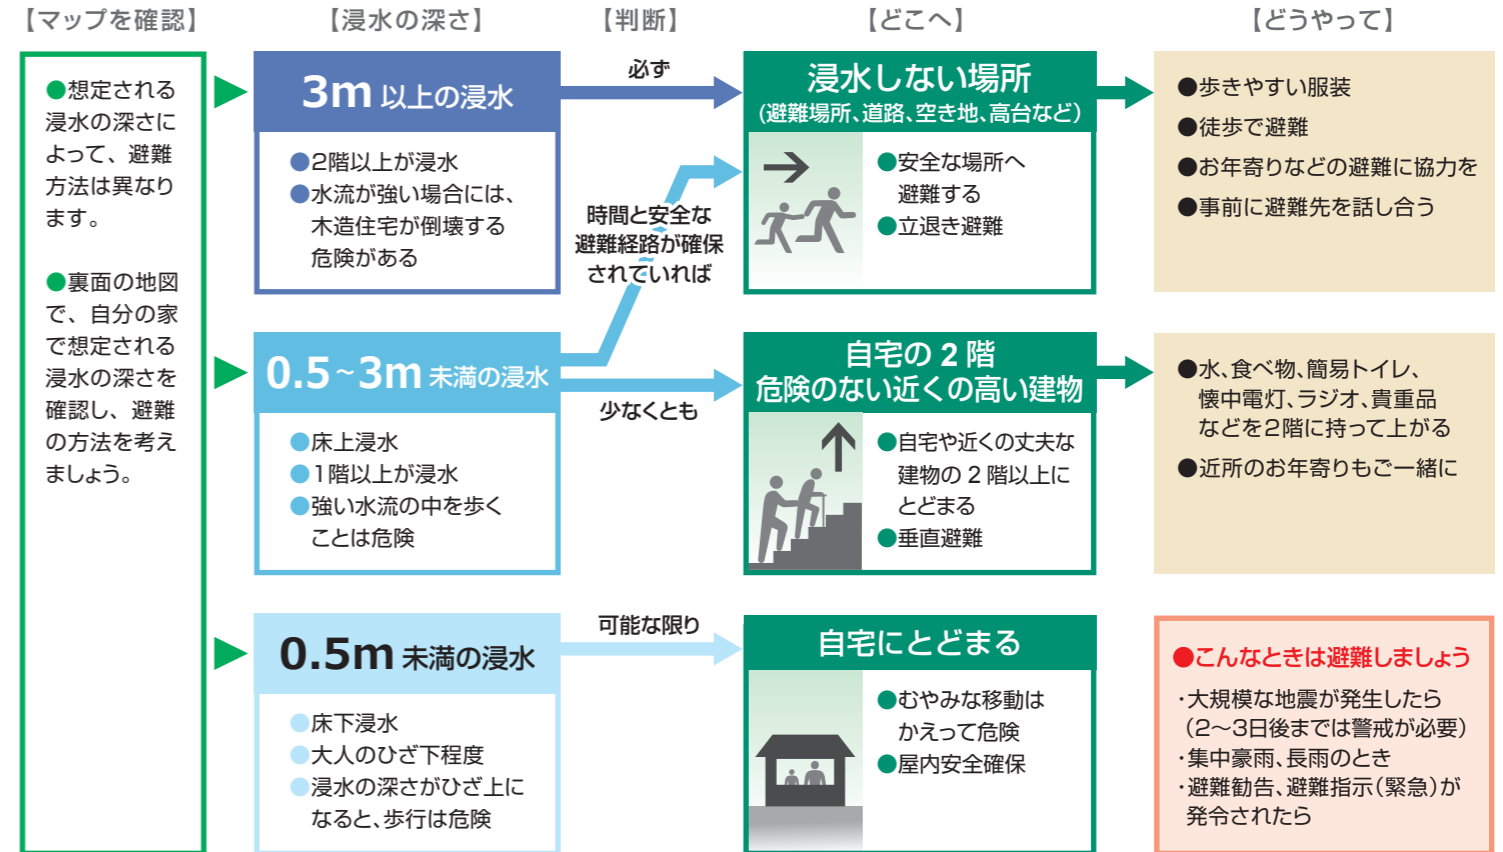 【マップを確認】
【浸水の深さ】
【判断】
【どこへ】
【どうやって】
●想定される
浸水の深さに
よって、避難
方法は異なり
ます。
●裏面の地図
で、自分の家
で想定される
浸水の深さを
確認し、避難
の方法を考え
ましょう。
3m 以上の浸水
●2階以上が浸水
●水流が強い場合には、
木造住宅が倒壊する
危険がある
必ず
浸水しない場所
(避難場所、道路、空き地、高台など)
●安全な場所へ
避難する
●立退き避難
●歩きやすい服装
●徒歩で避難
●お年寄りなどの避難に協力を
●事前に避難先を話し合う
時間と安全な
避難経路が確保
されていれば
0.5~3m 未満の浸水
●床上浸水
●1階以上が浸水
●強い水流の中を歩く
ことは危険
少なくとも
自宅の2階
危険のない近くの高い建物
●自宅や近くの丈夫な
建物の2階以上に
とどまる
●垂直避難
●水、食べ物、簡易トイレ、
懐中電灯、ラジオ、貴重品
などを2階に持って上がる
●近所のお年寄りもご一緒に
0.5m 未満の浸水
●床下浸水
●大人のひざ下程度
●浸水の深さがひざ上に
なると、歩行は危険
可能な限り
自宅にとどまる
●むやみな移動は
かえって危険
●屋内安全確保
●こんなときは避難しましょう
・大規模な地震が発生したら
(2〜3日後までは警戒が必要)
・集中豪雨、長雨のとき
・避難勧告、避難指示(緊急)が
発令されたら